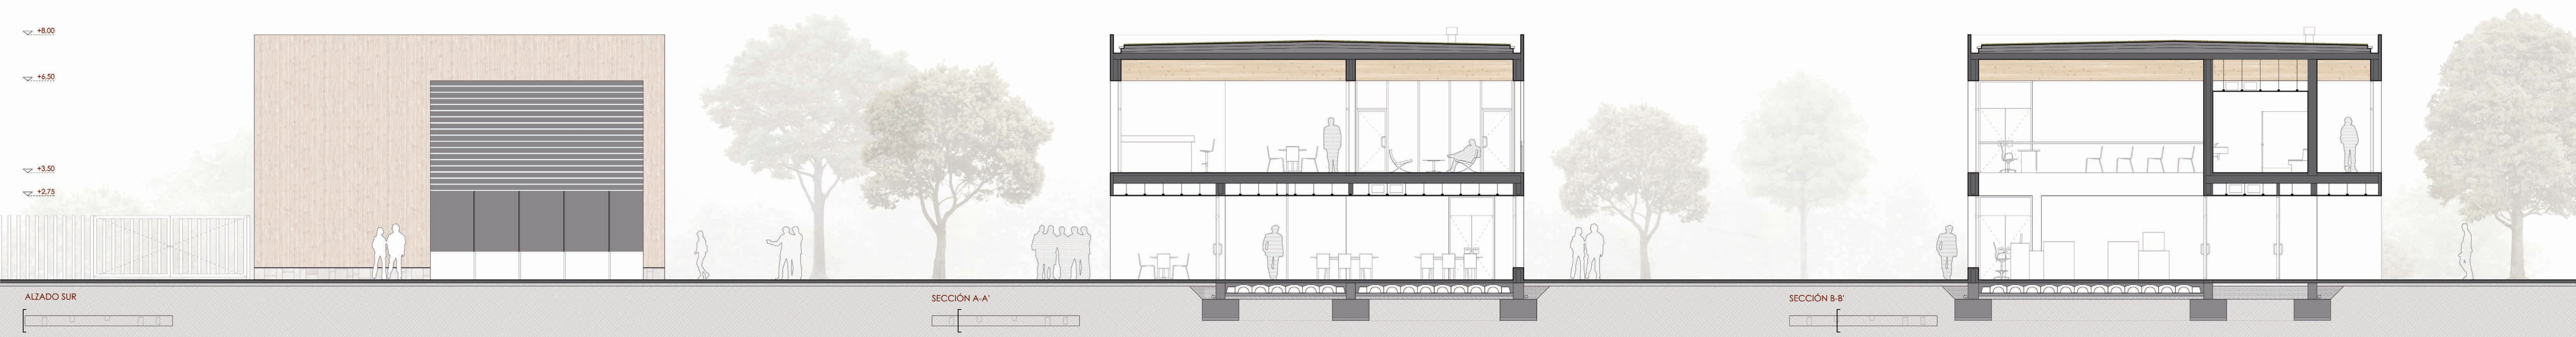 +8.00
+6.50
+3.50
+2.75
ALZADO SUR
SECCIÓN A-A'
SECCIÓN B-B'